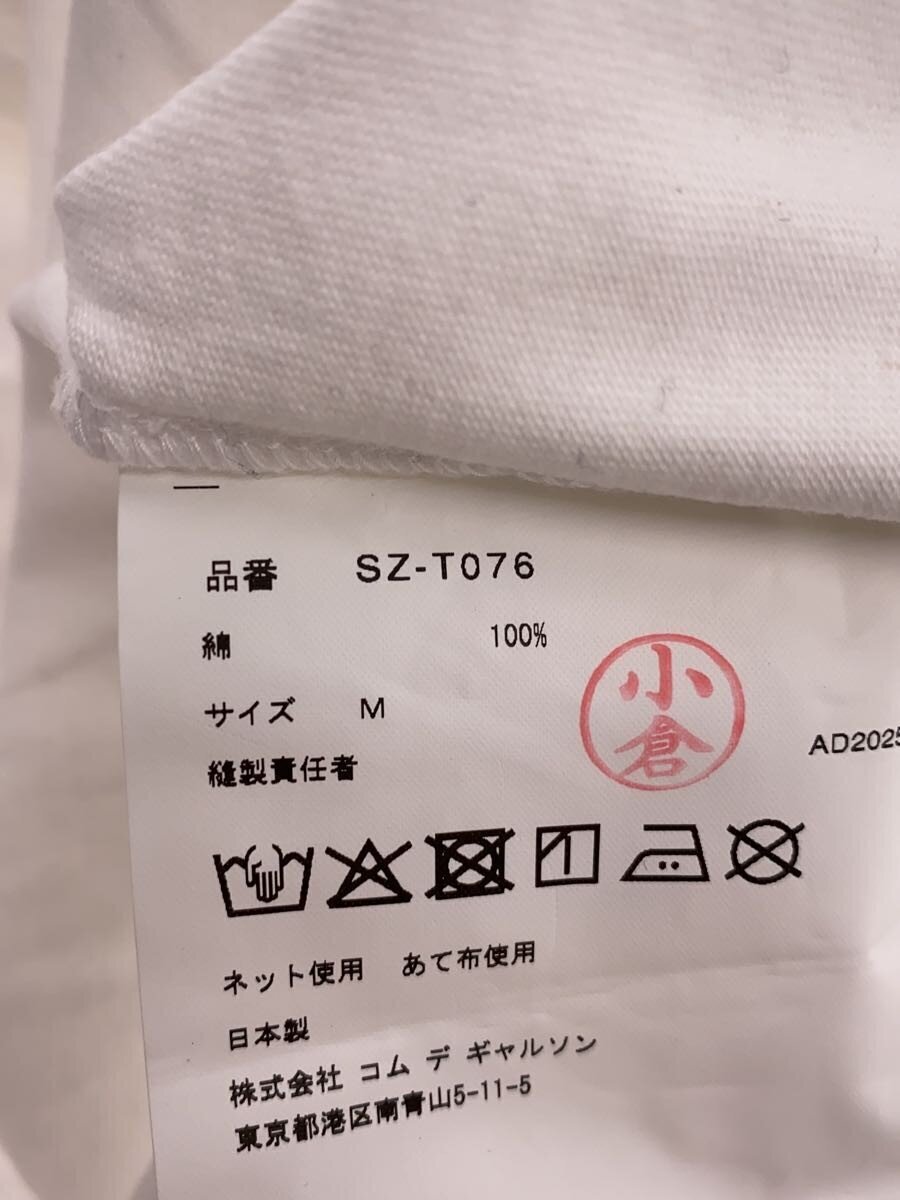 品番 SZ-T076
綿 100%
サイズ M
縫製責任者
小倉
AD2025
ネット使用 あて布使用
日本製
株式会社 コム デ ギャルソン
東京都港区南青山5-11-5